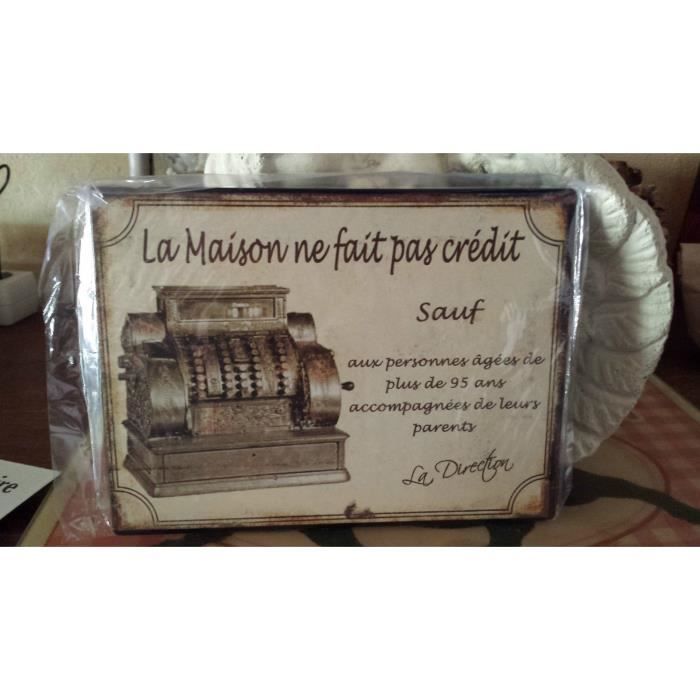 La Maison ne fait pas crédit
Sauf
aux personnes âgées de
plus de 95 ans
accompagnées de leurs
parents
La Direction